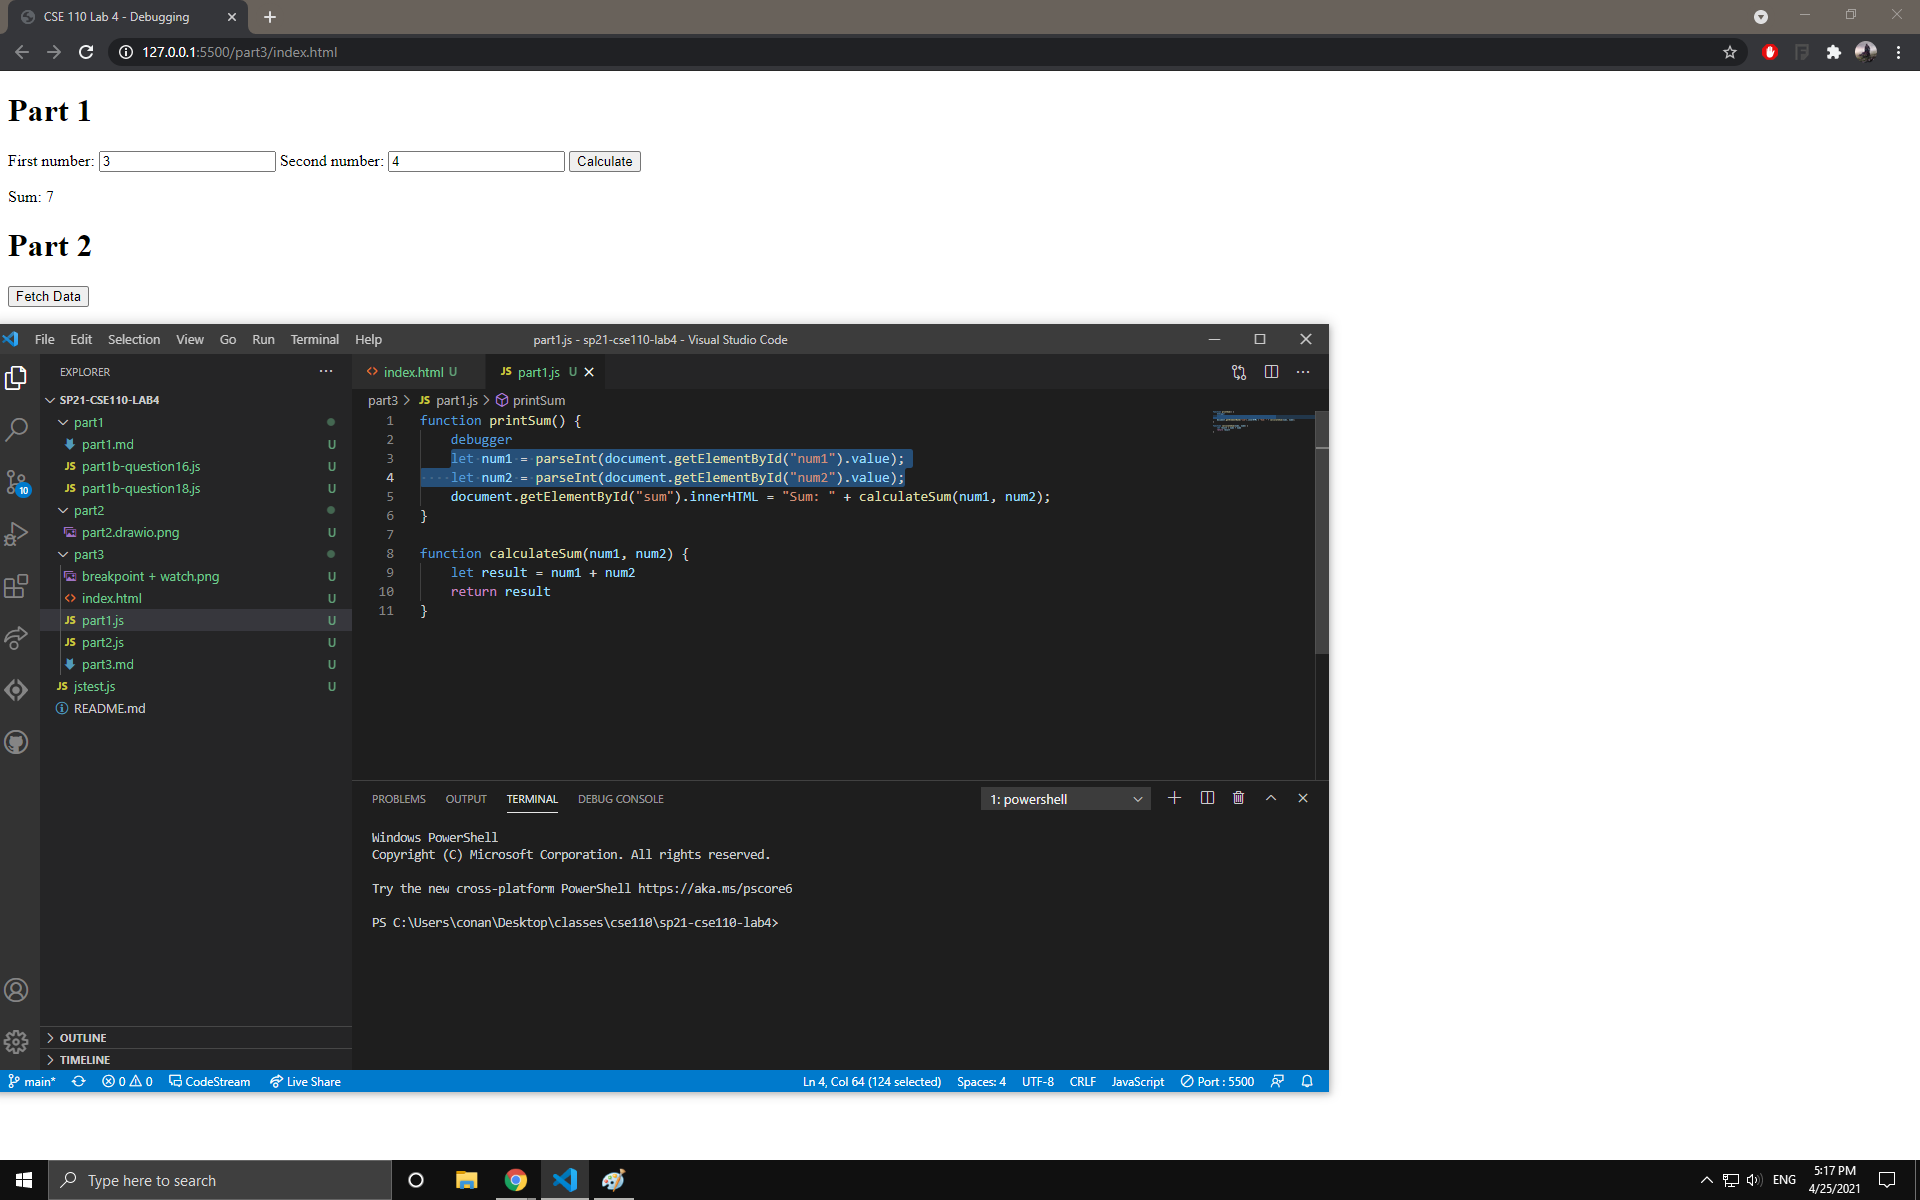 CSE 110 Lab 4 - Debugging
127.0.0.1:5500/part3/index.html
Part 1
First number: 3 Second number: 4 Calculate
Sum: 7
Part 2
Fetch Data
File Edit Selection View Go Run Terminal Help part1.js - sp21-cse110-lab4 - Visual Studio Code
EXPLORER
SP21-CSE110-LAB4
part1
part1.md U
part1b-question16.js U
part1b-question18.js U
part2
part2.drawio.png U
part3
breakpoint + watch.png U
index.html U
JS part1.js U
JS part2.js U
part3.md U
JS jstest.js U
README.md
10
OUTLINE
TIMELINE
index.html U JS part1.js U
part3 > JS part1.js > printSum
1 function printSum() {
2 debugger
3 let num1 = parseInt(document.getElementById("num1").value);
4 let num2 = parseInt(document.getElementById("num2").value);
5 document.getElementById("sum").innerHTML = "Sum: " + calculateSum(num1, num2);
6 }
7
8 function calculateSum(num1, num2) {
9 let result = num1 + num2
10 return result
11 }
PROBLEMS OUTPUT TERMINAL DEBUG CONSOLE 1: powershell
Windows PowerShell
Copyright (C) Microsoft Corporation. All rights reserved.
Try the new cross-platform PowerShell https://aka.ms/pscore6
PS C:\Users\conan\Desktop\classes\cse110\sp21-cse110-lab4>
main* 0 0 CodeStream Live Share Ln 4, Col 64 (124 selected) Spaces: 4 UTF-8 CRLF JavaScript Port : 5500
Type here to search
ENG
5:17 PM
4/25/2021